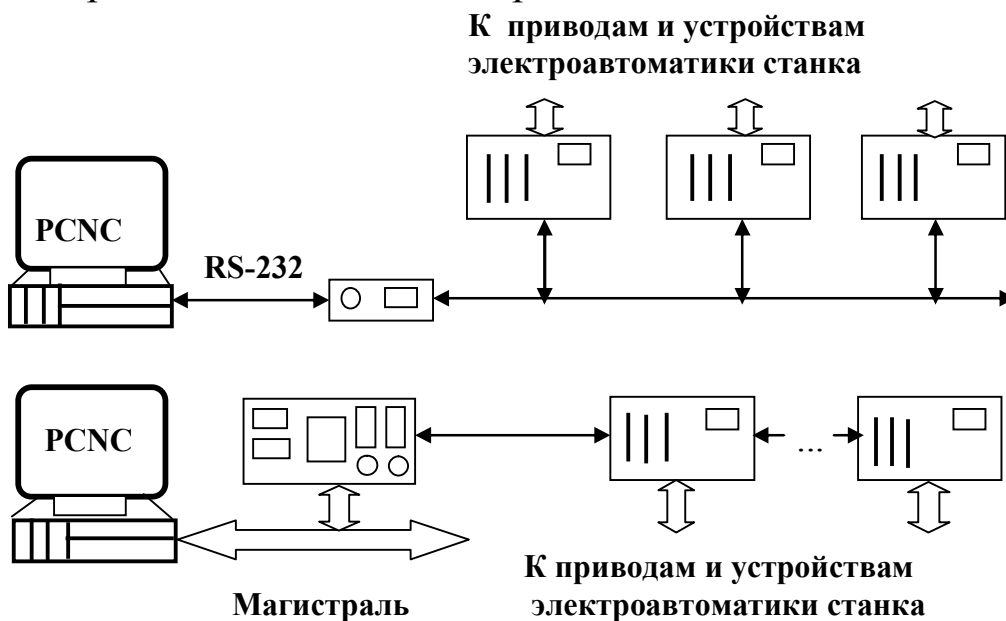 К приводам и устройствам
электроавтоматики станка
PCNC
RS-232
PCNC
...
К приводам и устройствам
электроавтоматики станка
Магистраль